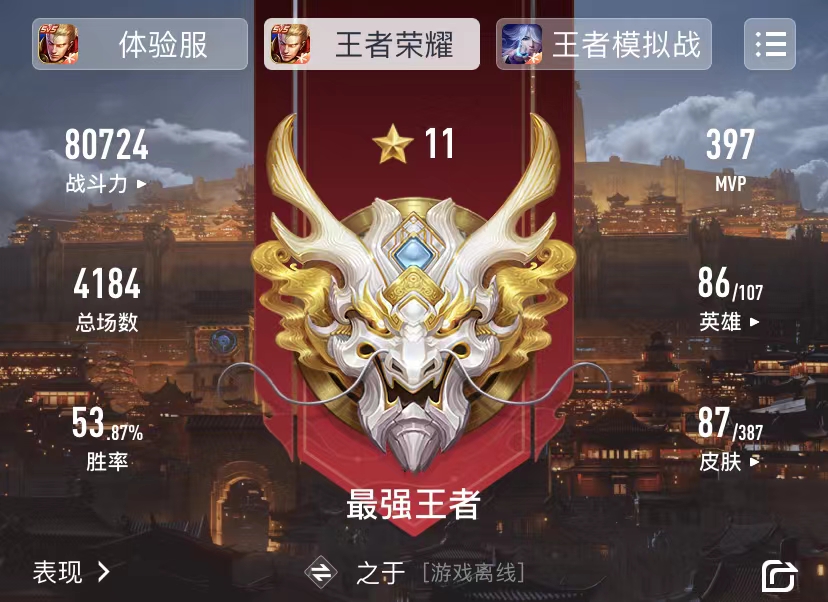 体验服
王者荣耀
王者模拟战
80724
战斗力
11
397
MVP
4184
总场数
86/107
英雄
53.87%
胜率
87/387
皮肤
最强王者
表现
之于 [游戏离线]